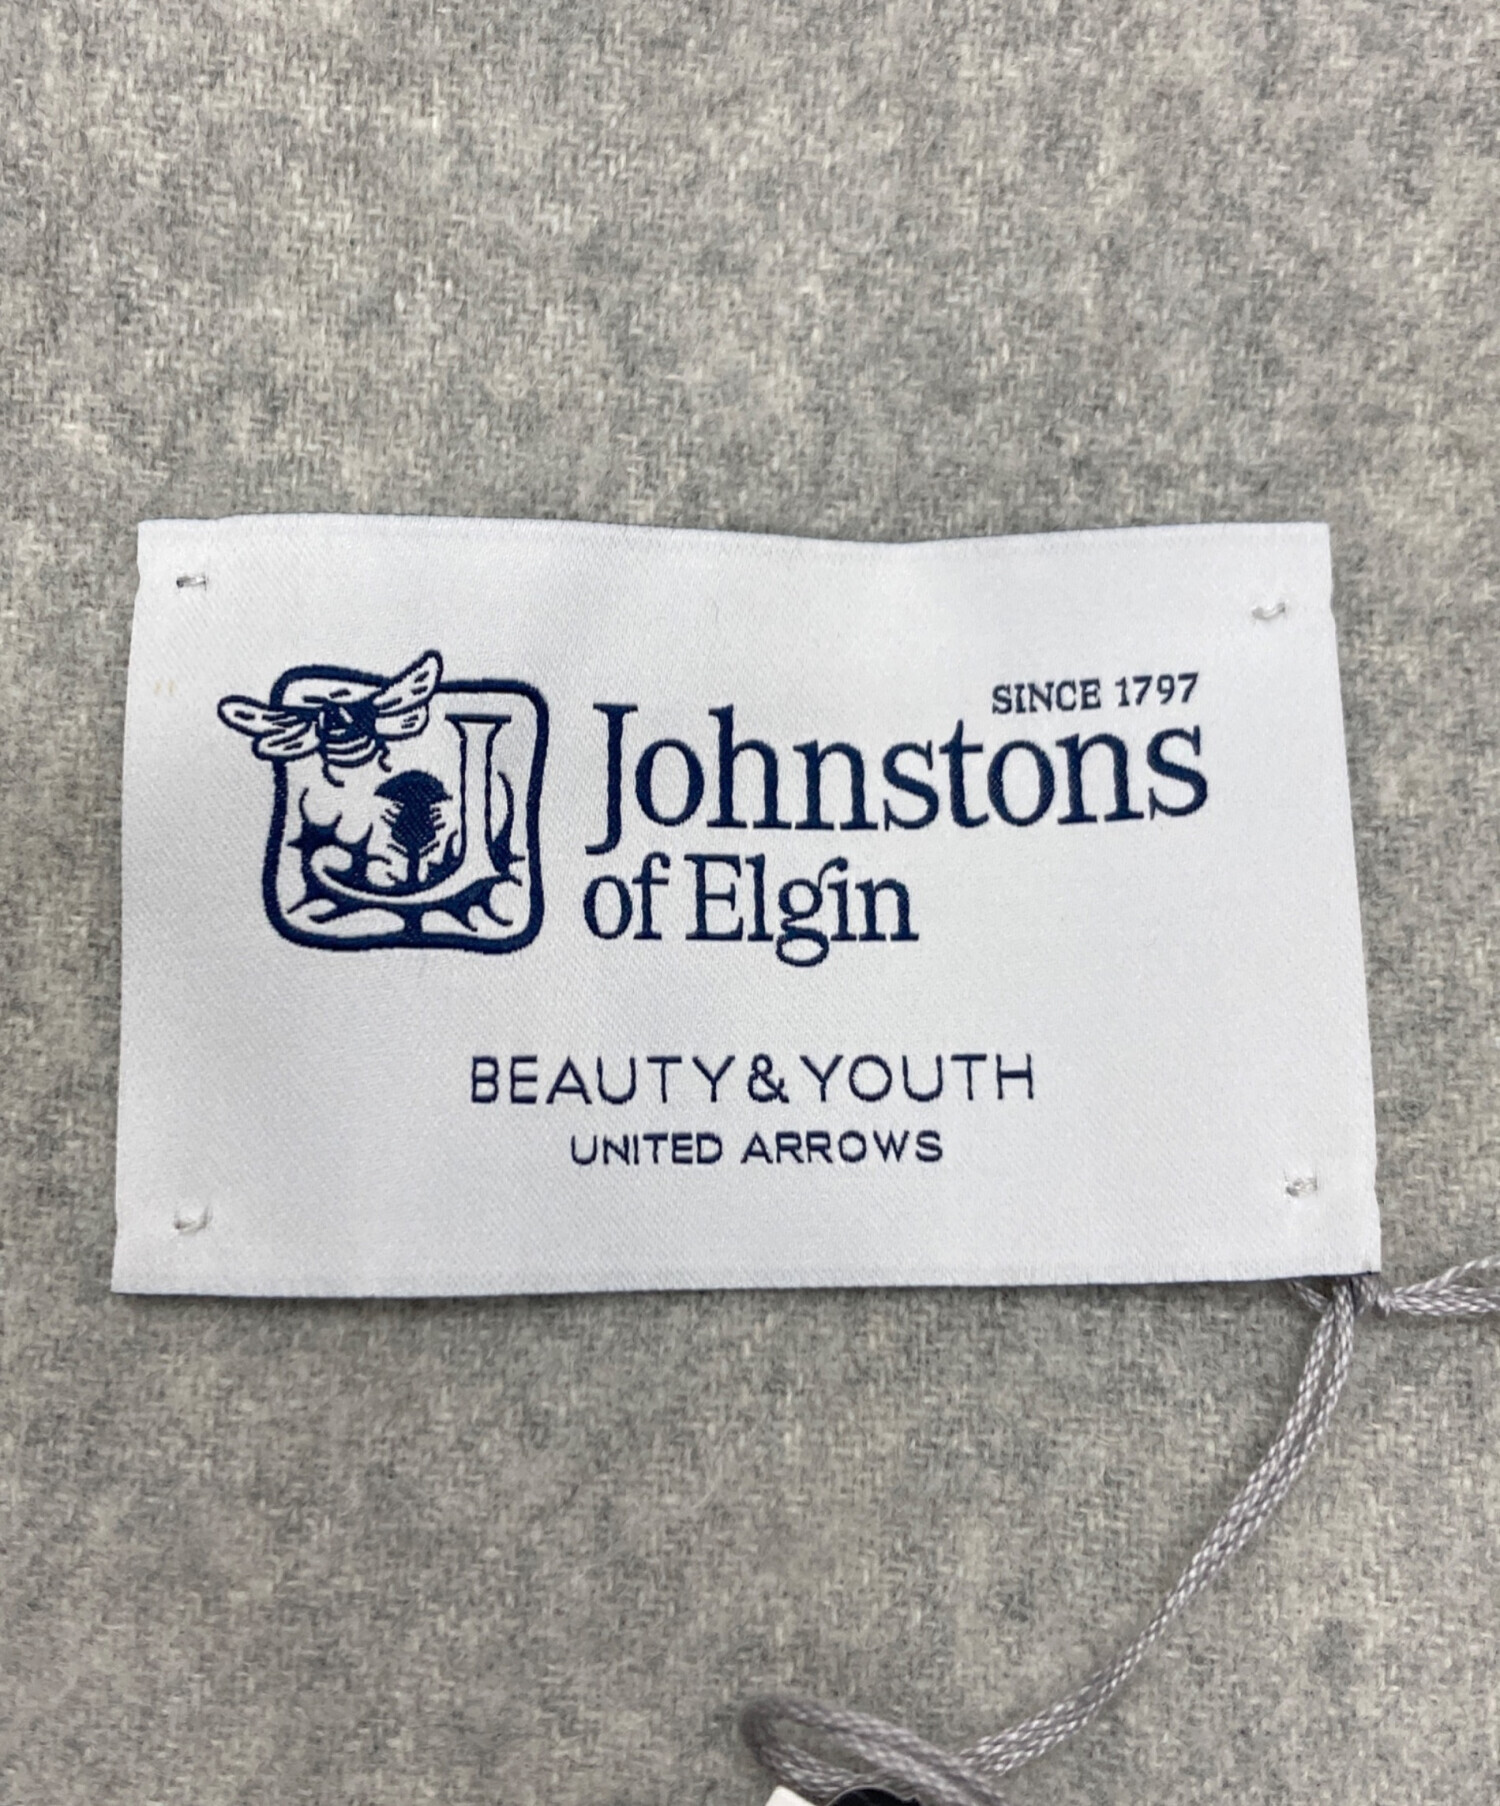 SINCE 1797
Johnstons
of Elgin
BEAUTY&YOUTH
UNITED ARROWS